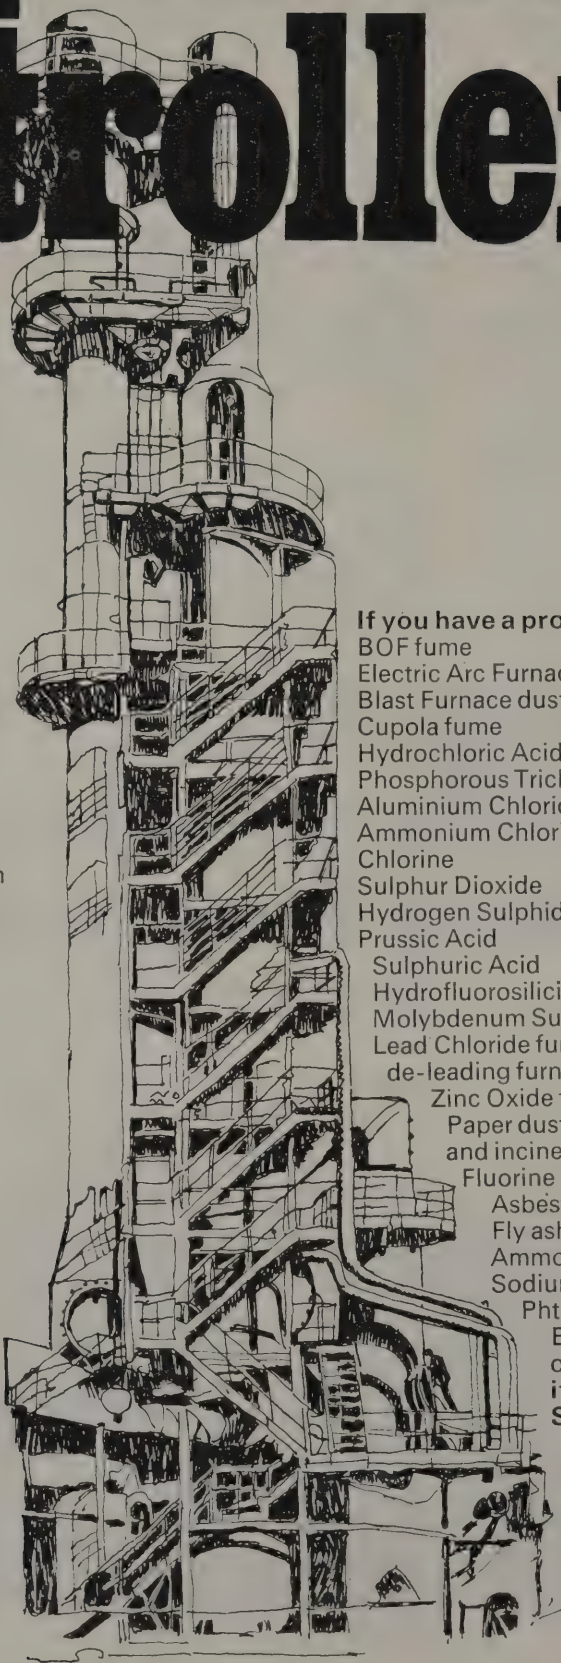 troller
If you have a pro
BOF fume
Electric Arc Furnac
Blast Furnace dust
Cupola fume
Hydrochloric Acid
Phosphorous Trich
Aluminium Chlorid
Ammonium Chlor
Chlorine
Sulphur Dioxide
Hydrogen Sulphid
Prussic Acid
Sulphuric Acid
Hydrofluorosilici
Molybdenum Su
Lead Chloride fu
de-leading furn
Zinc Oxide
Paper dust
and incine
Fluorine
Asbes
Fly ash
Ammo
Sodiu
Pht